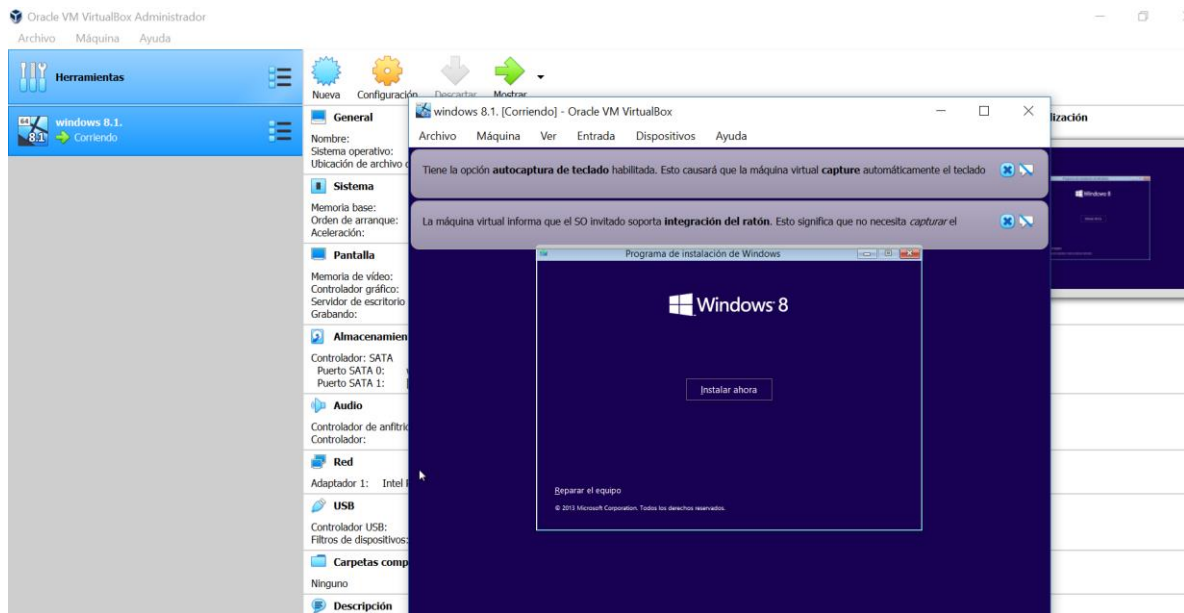 Oracle VM VirtualBox Administrador
Archivo Máquina Ayuda
Herramientas
windows 8.1.
Corriendo
64
8.1
Nueva Configuración Descartar Mostrar
General
Nombre:
Sistema operativo:
Ubicación de archivo
Sistema
Memoria base:
Orden de arranque:
Aceleración:
Pantalla
Memoria de vídeo:
Controlador gráfico:
Servidor de escritorio
Grabando:
Almacenamien
Controlador: SATA
Puerto SATA 0:
Puerto SATA 1:
Audio
Controlador de anfitrio
Controlador:
Red
Adaptador 1: Intel
USB
Controlador USB:
Filtros de dispositivos:
Carpetas comp
Ninguno
Descripción
lización
windows 8.1. [Corriendo] - Oracle VM VirtualBox
Archivo Máquina Ver Entrada Dispositivos Ayuda
Tiene la opción autocaptura de teclado habilitada. Esto causará que la máquina virtual capture automáticamente el teclado
La máquina virtual informa que el SO invitado soporta integración del ratón. Esto significa que no necesita capturar el
Programa de instalación de Windows
Windows 8
Instalar ahora
Reparar el equipo
© 2013 Microsoft Corporation. Todos los derechos reservados.